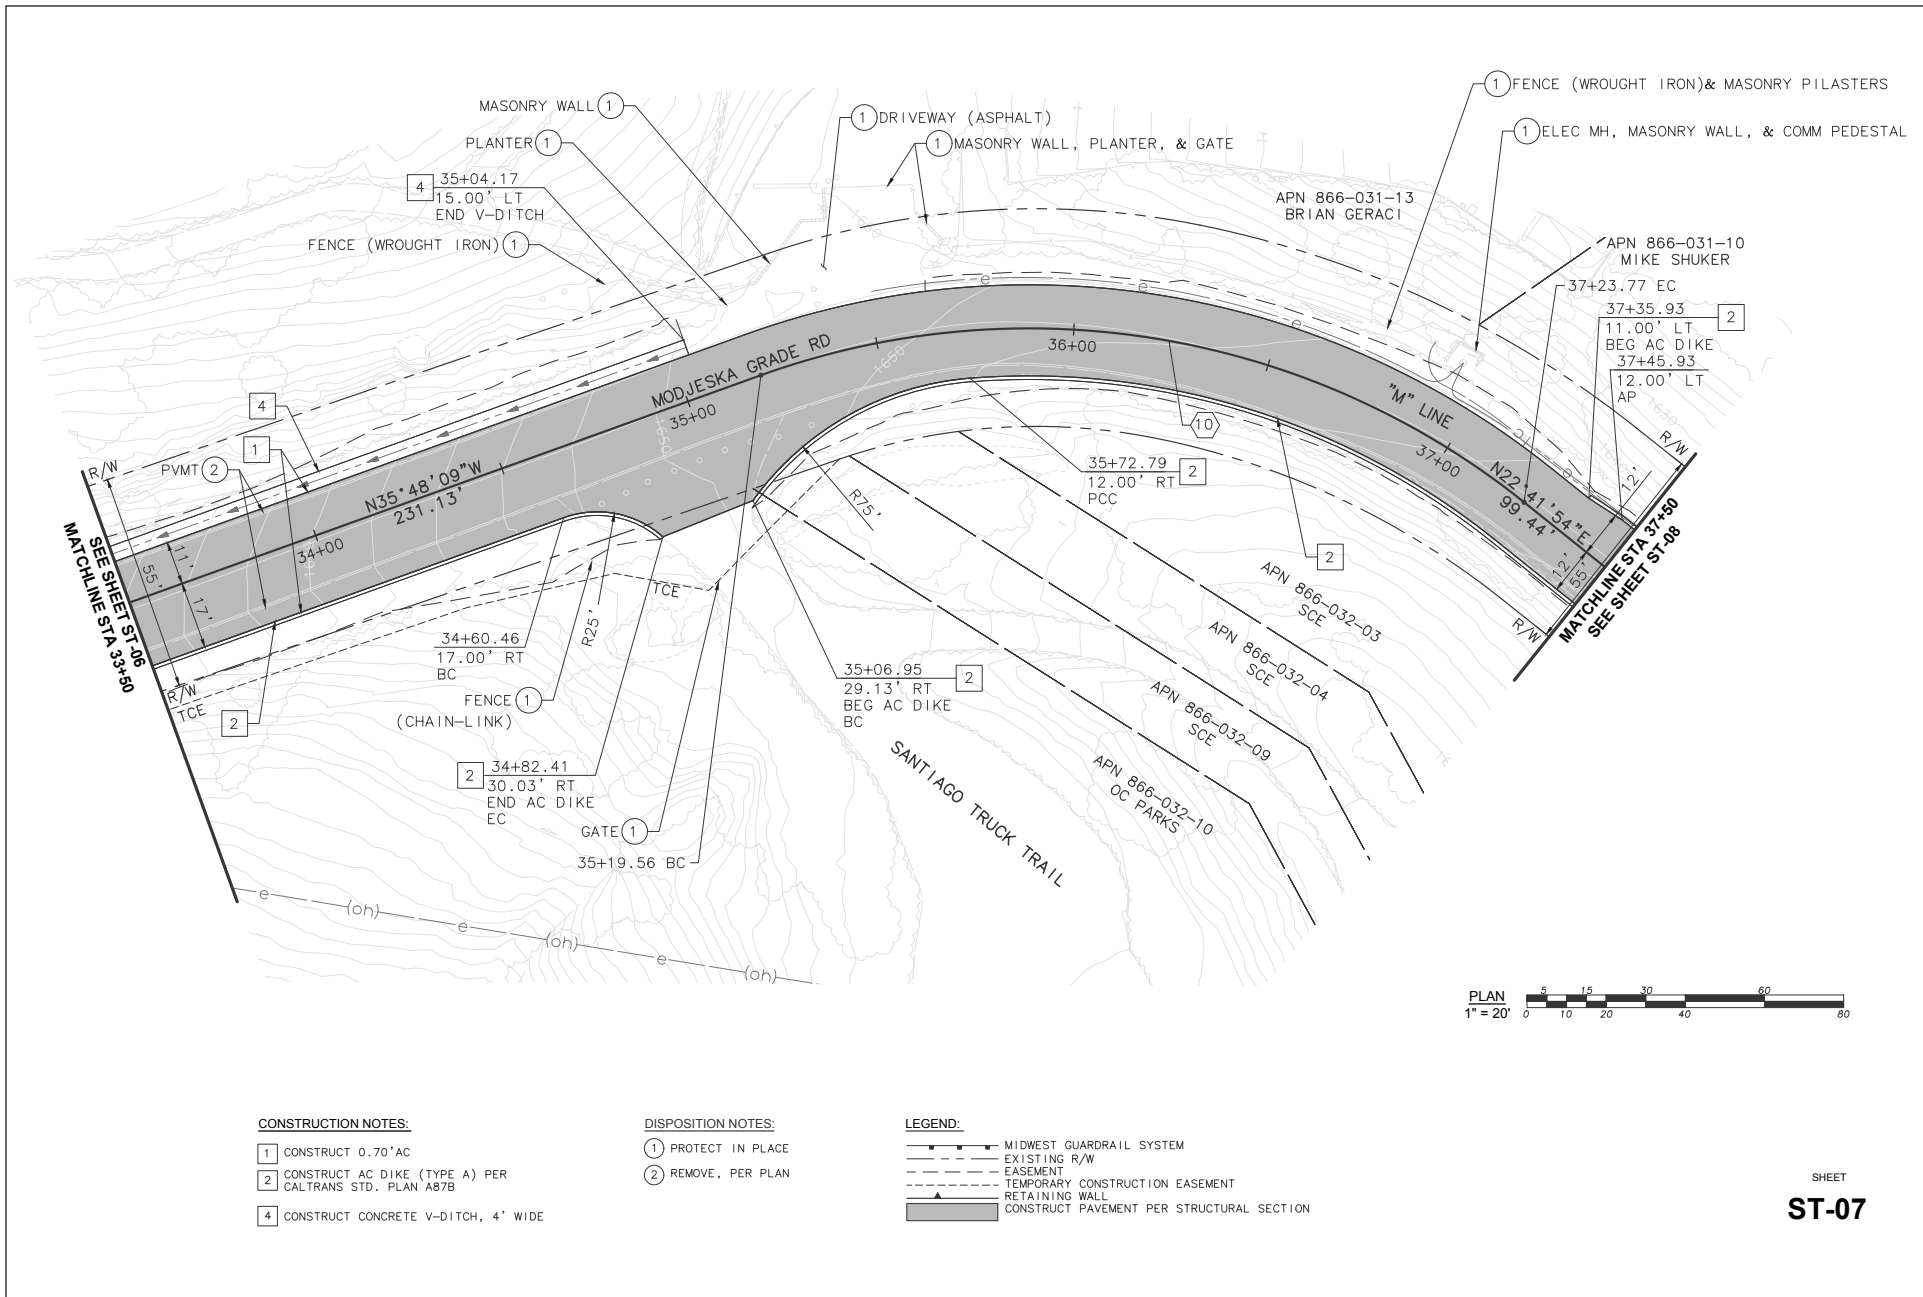 MASONRY WALL 1
PLANTER 1
4 35+04.17
15.00' LT
END V-DITCH
FENCE (WROUGHT IRON) 1
1 DRIVEWAY (ASPHALT)
1 MASONRY WALL, PLANTER, & GATE
1 FENCE (WROUGHT IRON)& MASONRY PILASTERS
1 ELEC MH, MASONRY WALL, & COMM PEDESTAL
APN 866-031-13
BRIAN GERACI
APN 866-031-10
MIKE SHUKER
37+23.77 EC
37+35.93 2
11.00' LT
BEG AC DIKE
37+45.93
12.00' LT
AP
1630
1650
1650
1650
e
e
e
MODJESKA GRADE RD
35+00
36+00
"M" LINE
37+00
N22°41'54"E
99.44'
10
R/W
12'
12'
55'
R/W
MATCHLINE STA 37+50
SEE SHEET ST-08
4
1
PVMT 2
R/W
N35°48'09"W
231.13'
34+00
11'
55'
17'
SEE SHEET ST-06
MATCHLINE STA 33+50
R/W
TCE
2
34+60.46
17.00' RT
BC
FENCE 1
(CHAIN-LINK)
R25'
TCE
R75'
35+72.79 2
12.00' RT
PCC
2
2 34+82.41
30.03' RT
END AC DIKE
EC
GATE 1
35+19.56 BC
35+06.95 2
29.13' RT
BEG AC DIKE
BC
APN 866-032-03
SCE
APN 866-032-04
SCE
APN 866-032-09
SCE
APN 866-032-10
OC PARKS
SANTIAGO TRUCK TRAIL
e (oh) e (oh) e (oh)
PLAN
1" = 20'
5 15 30 60
0 10 20 40 80
CONSTRUCTION NOTES:
1 CONSTRUCT 0.70'AC
2 CONSTRUCT AC DIKE (TYPE A) PER
CALTRANS STD. PLAN A87B
4 CONSTRUCT CONCRETE V-DITCH, 4' WIDE
DISPOSITION NOTES:
1 PROTECT IN PLACE
2 REMOVE, PER PLAN
LEGEND:
MIDWEST GUARDRAIL SYSTEM
EXISTING R/W
EASEMENT
TEMPORARY CONSTRUCTION EASEMENT
RETAINING WALL
CONSTRUCT PAVEMENT PER STRUCTURAL SECTION
SHEET
ST-07